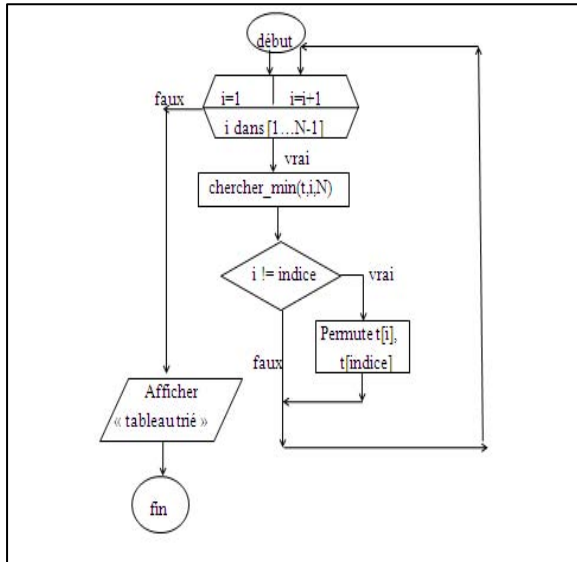 début
faux
i=1
i=i+1
i dans [1...N-1]
vrai
chercher_min(t,i,N)
i != indice
vrai
Permute t[i],
t[indice]
faux
Afficher
« tableau trié »
fin